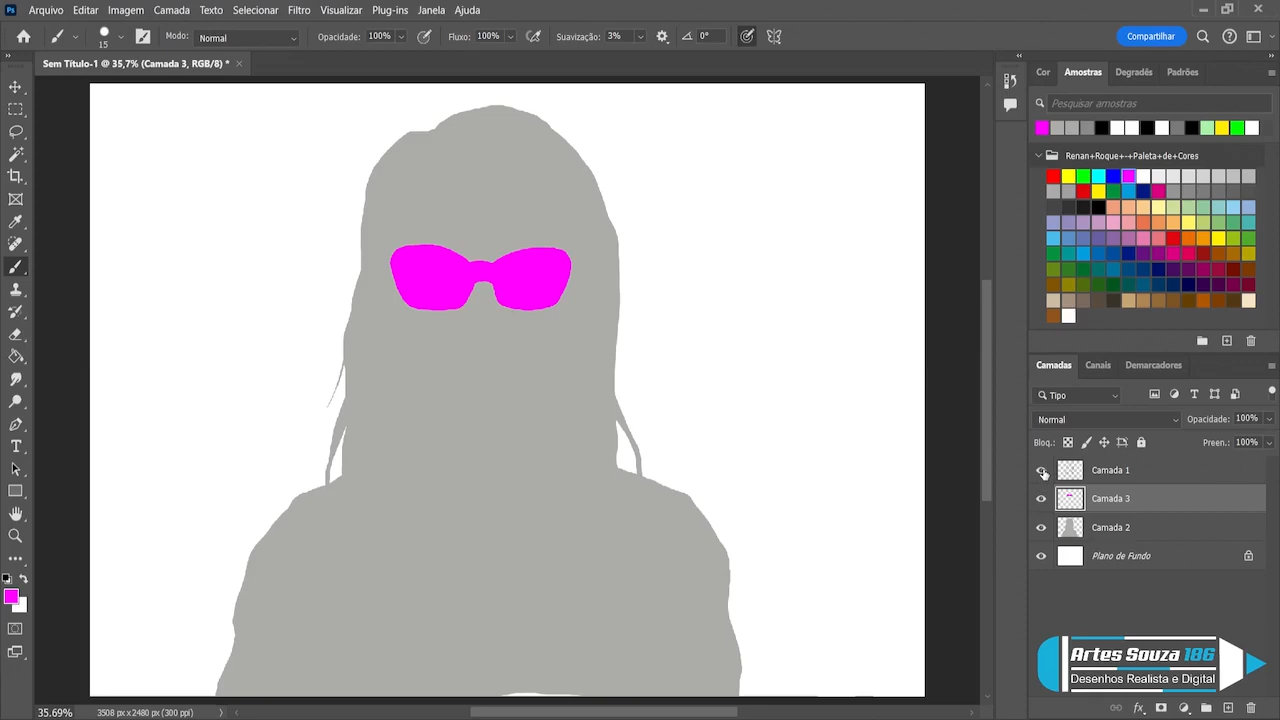 Ps Arquivo Editar Imagem Camada Texto Selecionar Filtro Visualizar Plug-ins Janela Ajuda
15 Modo: Normal Opacidade: 100% Fluxo: 100% Suavização: 3% 0° Compartilhar
Sem Título-1 @ 35,7% (Camada 3, RGB/8) * ×
Cor Amostras Degradês Padrões
Pesquisar amostras
Renan+Roque+-+Paleta+de+Cores
Camadas Canais Demarcadores
Tipo
Normal Opacidade: 100%
Bloq.: Preen.: 100%
Camada 1
Camada 3
Camada 2
Plano de Fundo
Artes Souza 186
Desenhos Realista e Digital
35.69% 3508 px x 2480 px (300 ppi)